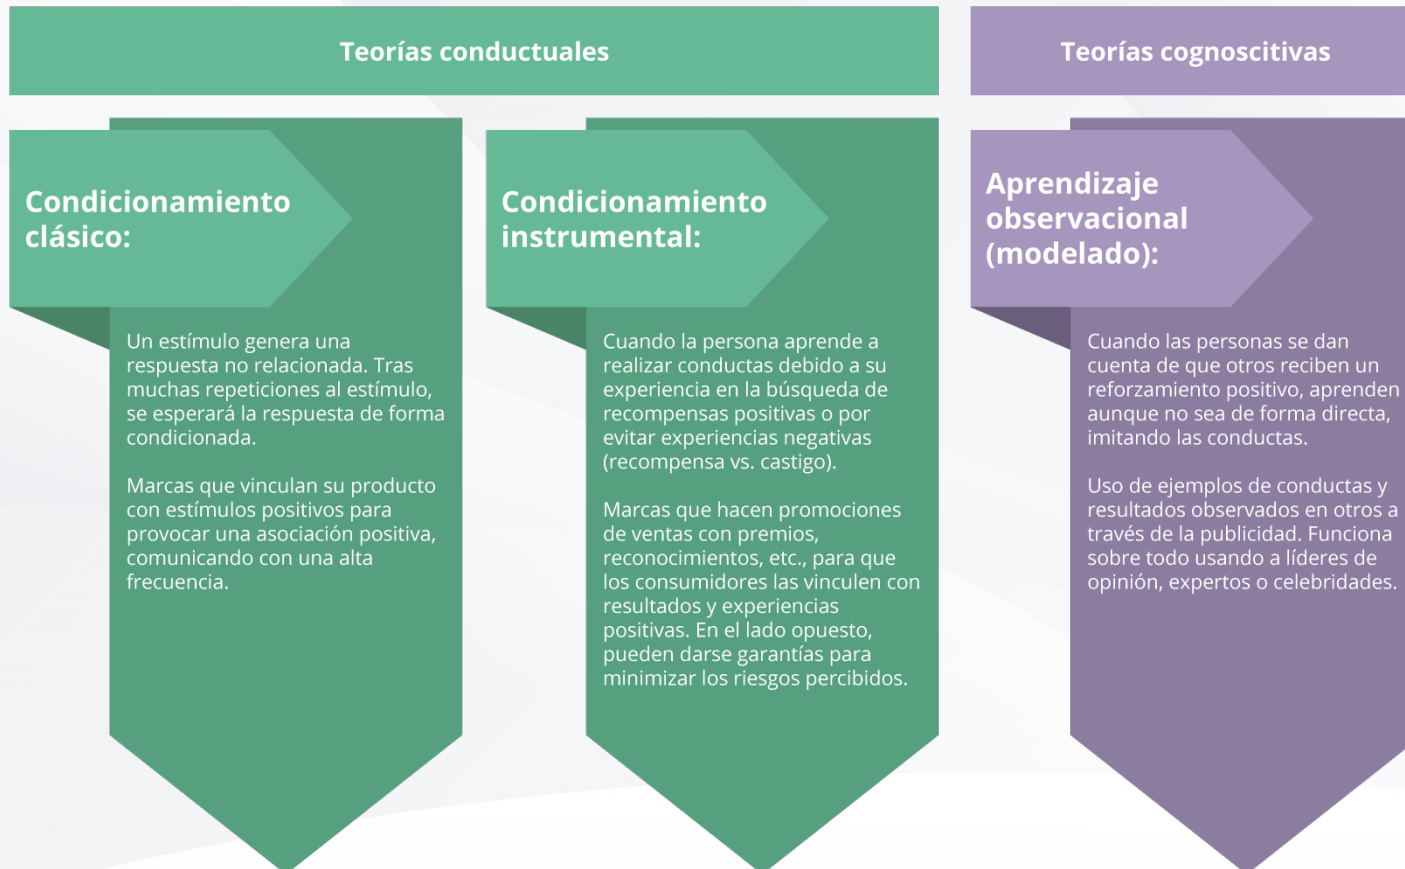 Teorías conductuales
Condicionamiento
clásico:
Un estímulo genera una
respuesta no relacionada. Tras
muchas repeticiones al estímulo,
se esperará la respuesta de forma
condicionada.
Marcas que vinculan su producto
con estímulos positivos para
provocar una asociación positiva,
comunicando con una alta
frecuencia.
Condicionamiento
instrumental:
Cuando la persona aprende a
realizar conductas debido a su
experiencia en la búsqueda de
recompensas positivas o por
evitar experiencias negativas
(recompensa vs. castigo).
Marcas que hacen promociones
de ventas con premios,
reconocimientos, etc., para que
los consumidores las vinculen con
resultados y experiencias
positivas. En el lado opuesto,
pueden darse garantías para
minimizar los riesgos percibidos.
Teorías cognoscitivas
Aprendizaje
observacional
(modelado):
Cuando las personas se dan
cuenta de que otros reciben un
reforzamiento positivo, aprenden
aunque no sea de forma directa,
imitando las conductas.
Uso de ejemplos de conductas y
resultados observados en otros a
través de la publicidad. Funciona
sobre todo usando a líderes de
opinión, expertos o celebridades.